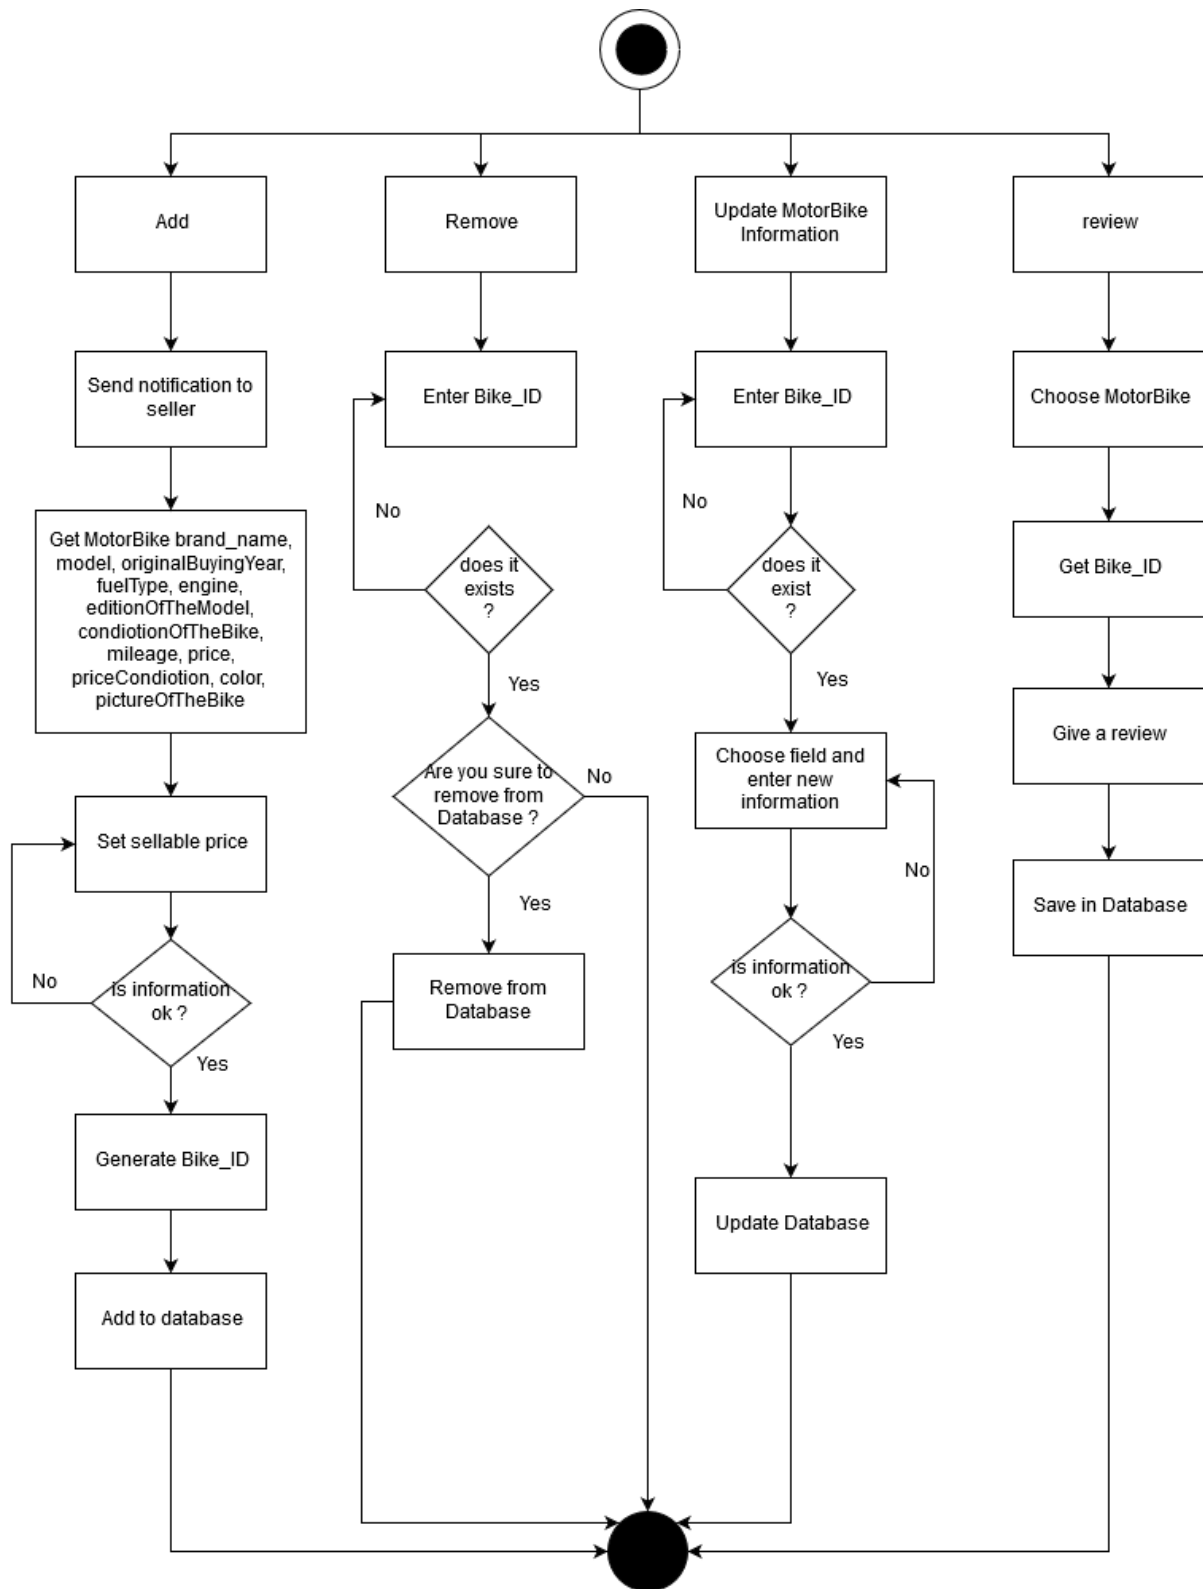 Add
Remove
Update MotorBike
Information
review
Send notification to
seller
Enter Bike_ID
Enter Bike_ID
Choose MotorBike
No
No
Get MotorBike brand_name,
model, originalBuyingYear,
fuelType, engine,
editionOfTheModel,
condiotionOfTheBike,
mileage, price,
priceCondiotion, color,
pictureOfTheBike
does it
exists
?
does it
exist
?
Get Bike_ID
Yes
Yes
Are you sure to
remove from
Database ?
No
Choose field and
enter new
information
Give a review
Set sellable price
No
Yes
Save in Database
is information
ok ?
No
Yes
Remove from
Database
is information
ok ?
Yes
Generate Bike_ID
Update Database
Add to database